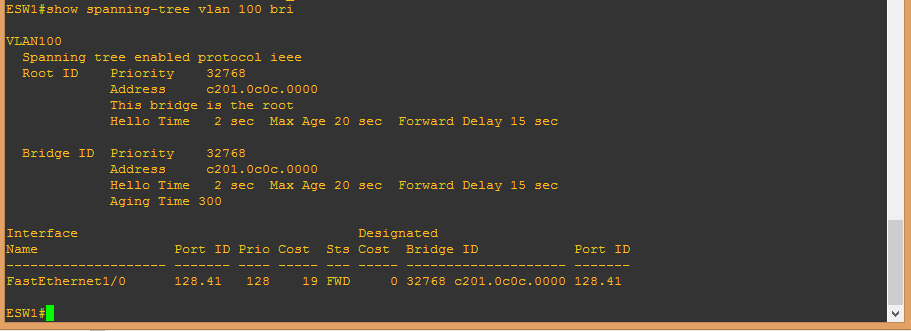 ESW1#show spanning-tree vlan 100 bri
VLAN100
Spanning tree enabled protocol ieee
Root ID Priority 32768
Address c201.0c0c.0000
This bridge is the root
Hello Time 2 sec Max Age 20 sec Forward Delay 15 sec
Bridge ID Priority 32768
Address c201.0c0c.0000
Hello Time 2 sec Max Age 20 sec Forward Delay 15 sec
Aging Time 300
Interface Designated
Name Port ID Prio Cost Sts Cost Bridge ID Port ID
-------------------- ------- ---- ----- --- ----- -------------------- -------
FastEthernet1/0 128.41 128 19 FWD 0 32768 c201.0c0c.0000 128.41
ESW1#